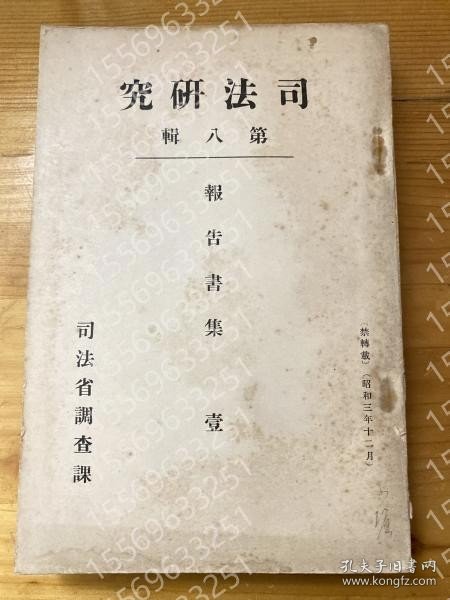 司法研究
第八輯
報告書集 壹
(禁轉載)(昭和三年十二月)
司法省調査課
15569633251
孔夫子旧书网
www.kongfz.com